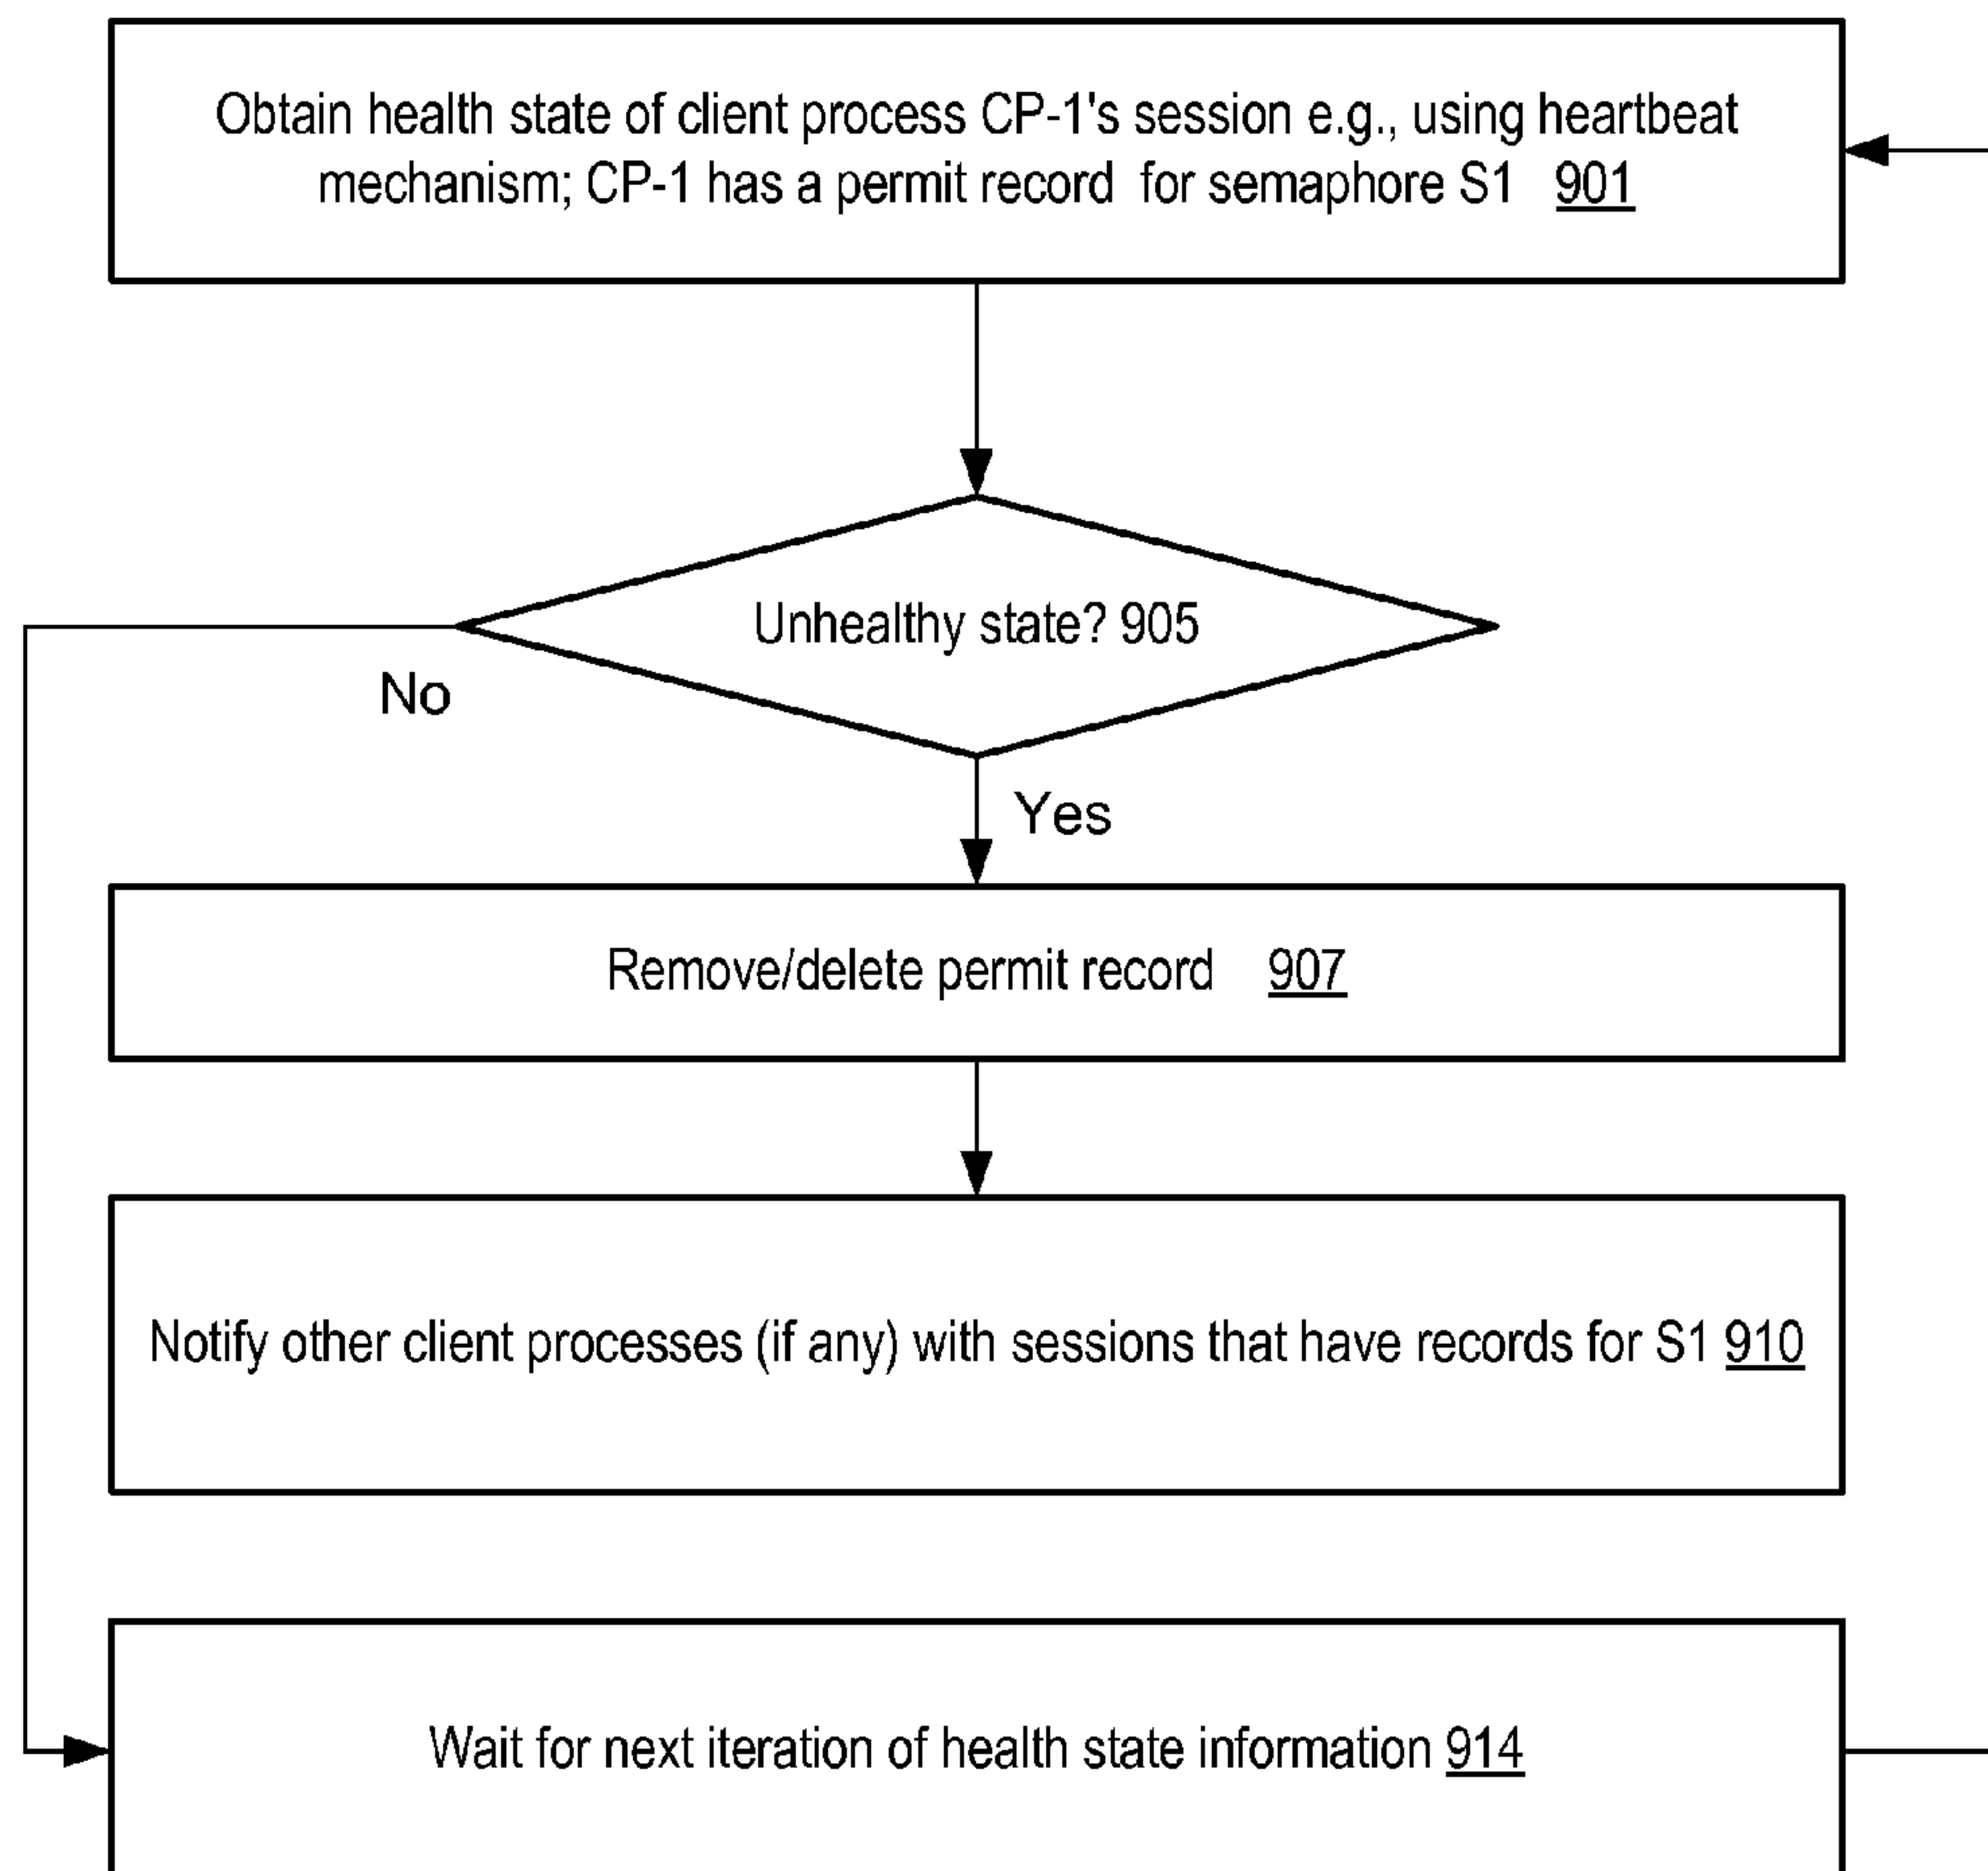 Obtain health state of client process CP-1's session e.g., using heartbeat
mechanism; CP-1 has a permit record for semaphore S1 901
Unhealthy state? 905
No
Yes
Remove/delete permit record 907
Notify other client processes (if any) with sessions that have records for S1 910
Wait for next iteration of health state information 914